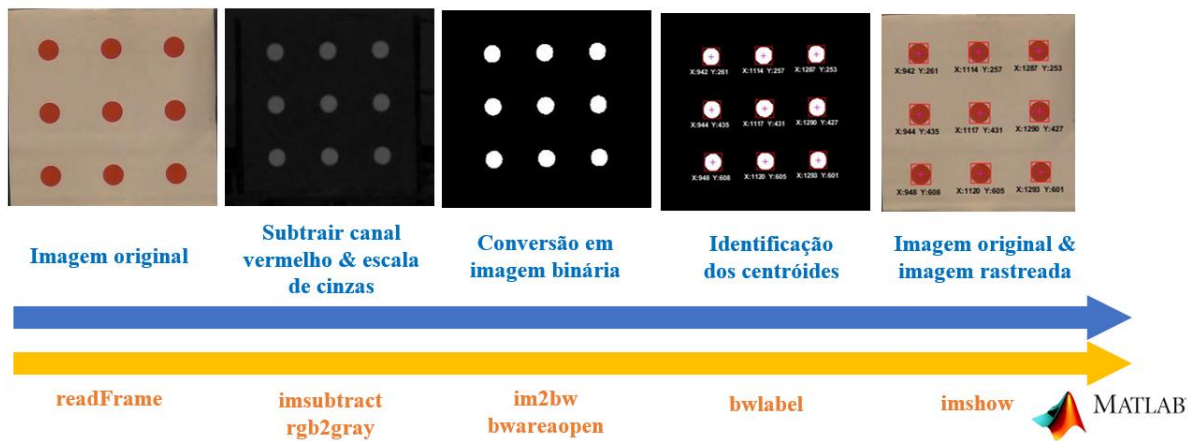 X:942 Y:261
X:1114 Y:257
X:1287 Y:253
X:944 Y:435
X:1117 Y:431
X:1290 Y:427
X:948 Y:608
X:1120 Y:605
X:1293 Y:601
X:942 Y:261
X:1114 Y:257
X:1287 Y:253
X:944 Y:435
X:1117 Y:431
X:1290 Y:427
X:948 Y:608
X:1120 Y:605
X:1293 Y:601
Imagem original
Subtrair canal
vermelho & escala
de cinzas
Conversão em
imagem binária
Identificação
dos centróides
Imagem original &
imagem rastreada
readFrame
imsubtract
rgb2gray
im2bw
bwareaopen
bwlabel
imshow
MATLAB